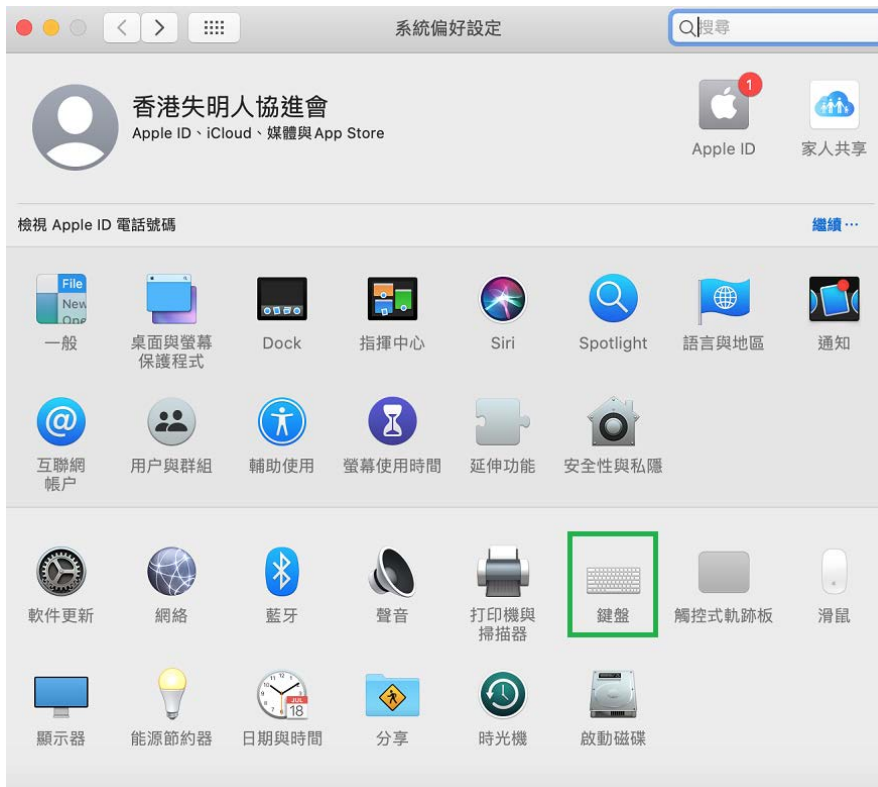 系統偏好設定
搜尋
香港失明人協進會
Apple ID、iCloud、媒體與 App Store
1
Apple ID
家人共享
檢視 Apple ID 電話號碼
繼續…
File
New
Ope
一般
桌面與螢幕
保護程式
Dock
指揮中心
Siri
Spotlight
語言與地區
通知
@
互聯網
帳户
用户與群組
輔助使用
螢幕使用時間
延伸功能
安全性與私隱
軟件更新
網絡
藍牙
聲音
打印機與
掃描器
鍵盤
觸控式軌跡板
滑鼠
顯示器
能源節約器
JUL
18
日期與時間
分享
時光機
啟動磁碟